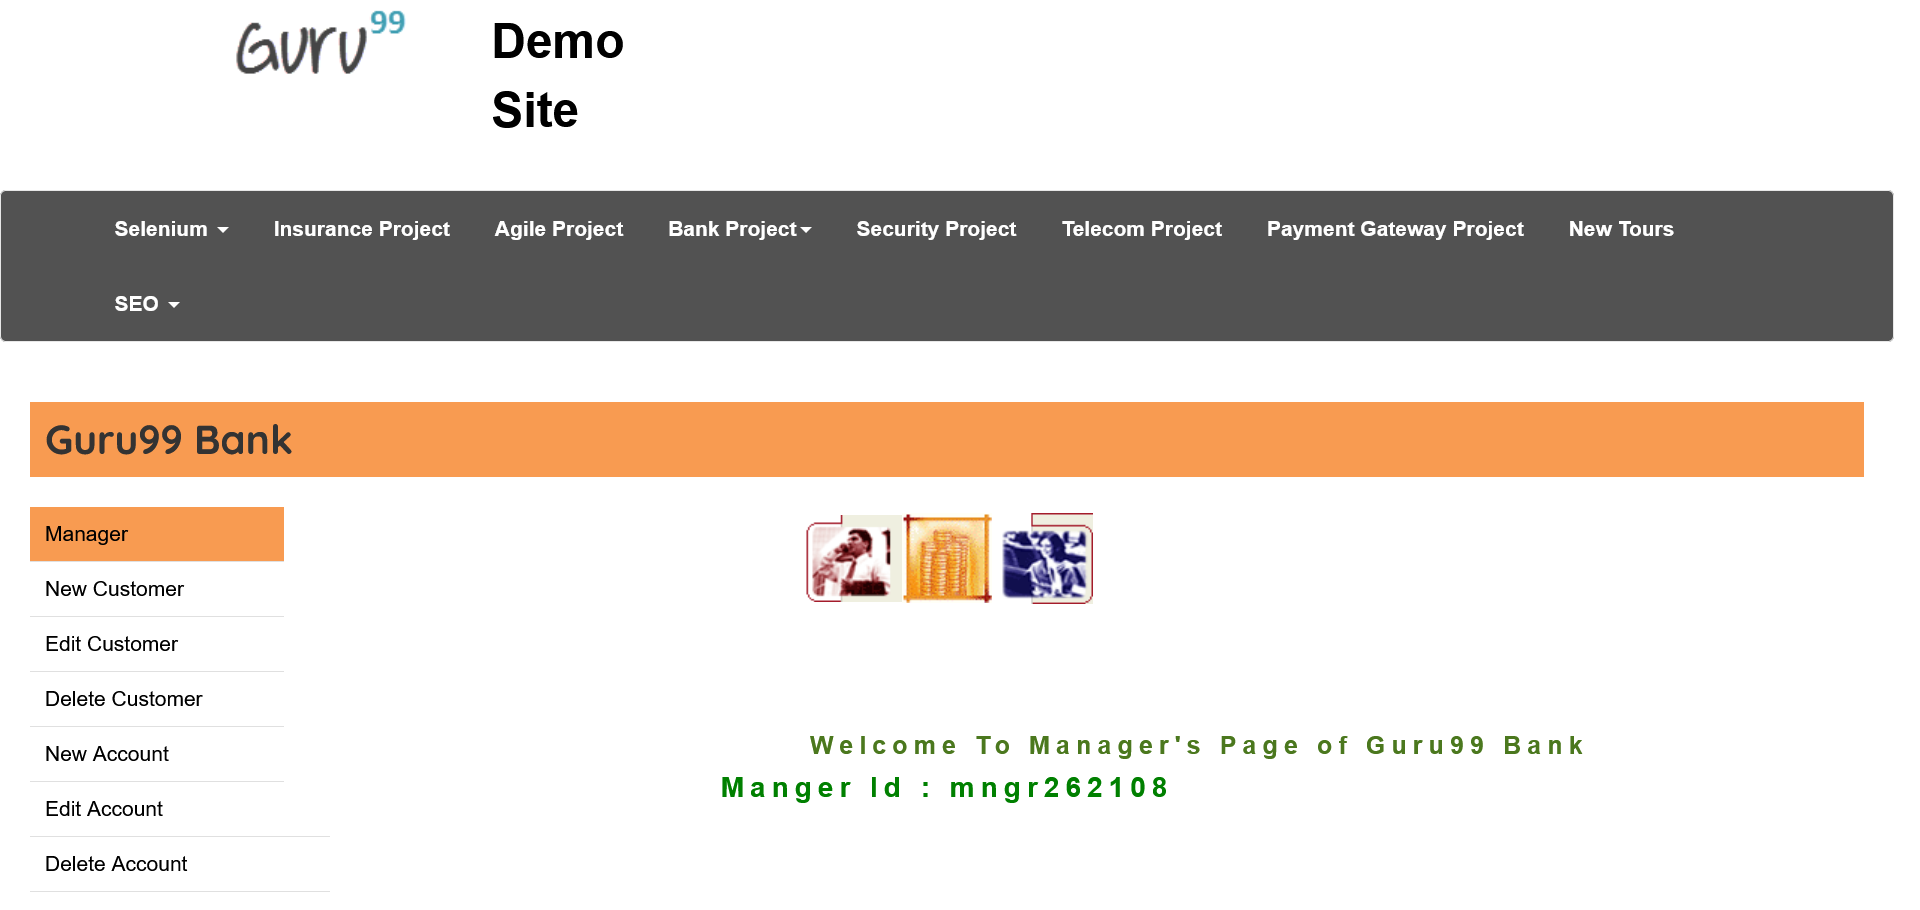 Guru99
Demo
Site
Selenium Insurance Project Agile Project Bank Project Security Project Telecom Project Payment Gateway Project New Tours
SEO
Guru99 Bank
Manager
New Customer
Edit Customer
Delete Customer
New Account
Edit Account
Delete Account
Welcome To Manager's Page of Guru99 Bank
Manger Id : mngr262108